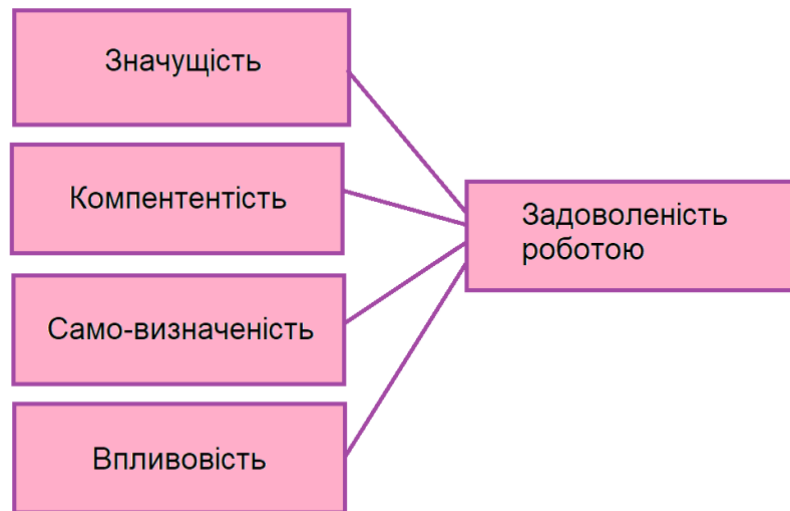 Значущість
Компентентість
Задоволеність
роботою
Само-визначеність
Впливовість